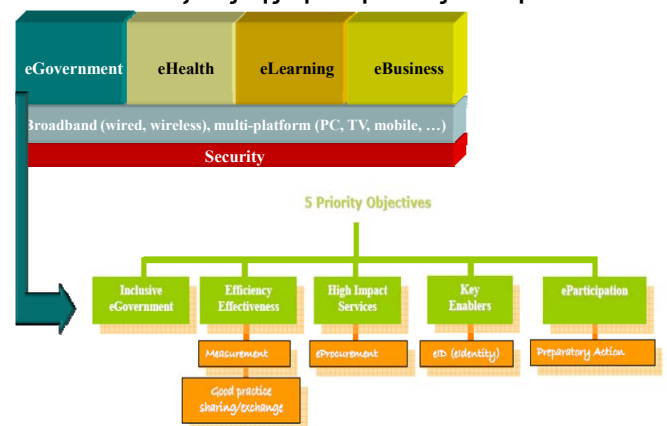 eGovernment
eHealth
eLearning
eBusiness
Broadband (wired, wireless), multi-platform (PC, TV, mobile, …)
Security
5 Priority Objectives
Inclusive
eGovernment
Efficiency
Effectiveness
High Impact
Services
Key
Enablers
eParticipation
Measurement
eProcurement
eID (eIdentity)
Preparatory Action
Good practice
sharing/exchange